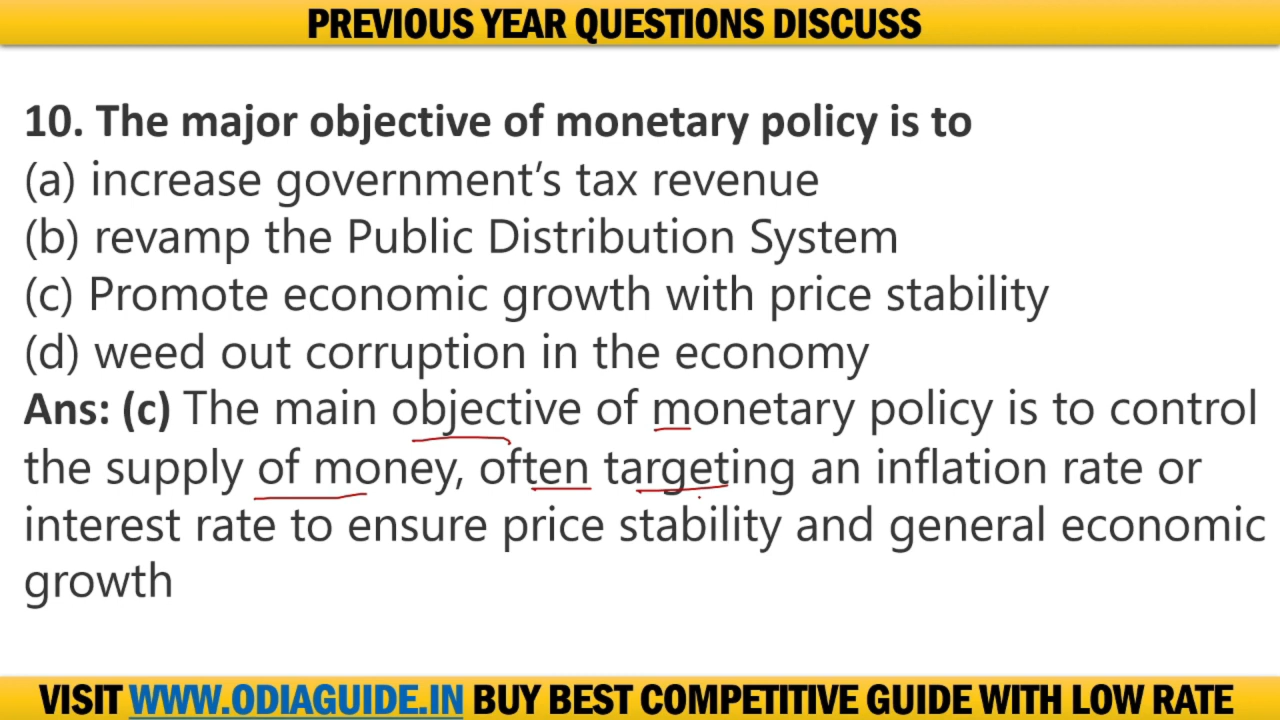 PREVIOUS YEAR QUESTIONS DISCUSS
10. The major objective of monetary policy is to
(a) increase government’s tax revenue
(b) revamp the Public Distribution System
(c) Promote economic growth with price stability
(d) weed out corruption in the economy
Ans: (c) The main objective of monetary policy is to control
the supply of money, often targeting an inflation rate or
interest rate to ensure price stability and general economic
growth
VISIT WWW.ODIAGUIDE.IN BUY BEST COMPETITIVE GUIDE WITH LOW RATE